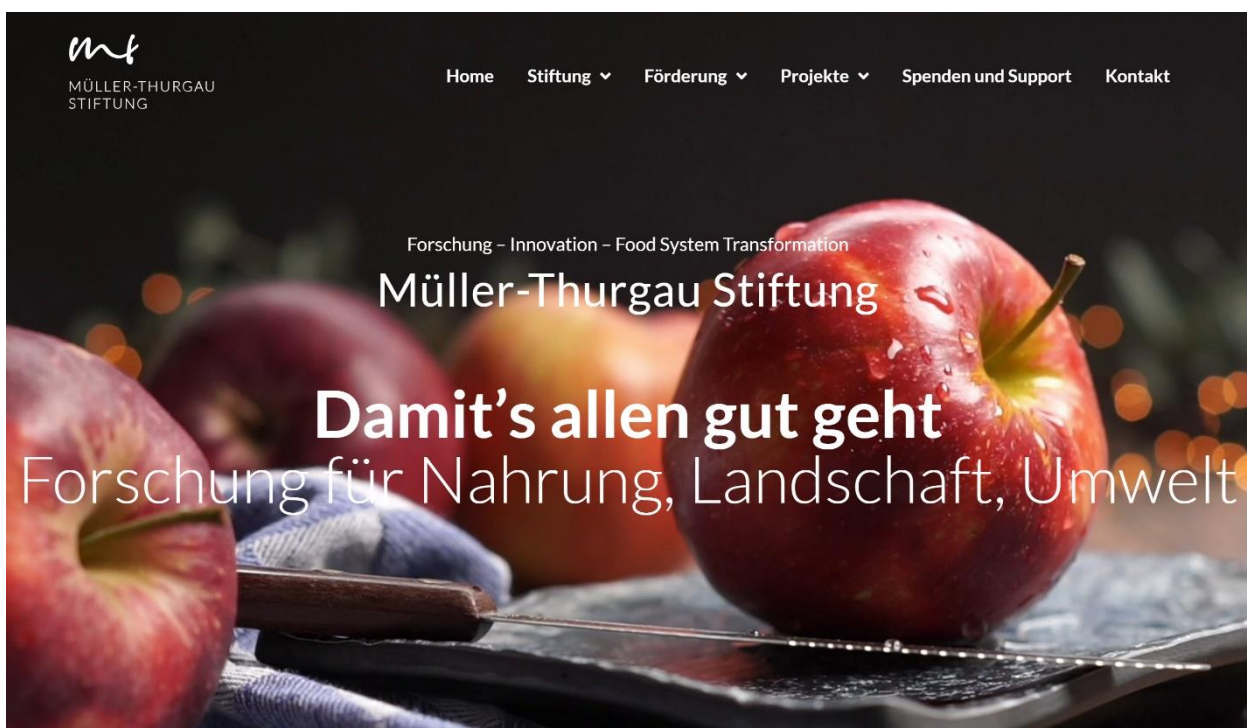 mt
MÜLLER-THURGAU
STIFTUNG
Home Stiftung Förderung Projekte Spenden und Support Kontakt
Forschung – Innovation – Food System Transformation
Müller-Thurgau Stiftung
Damit’s allen gut geht
Forschung für Nahrung, Landschaft, Umwelt